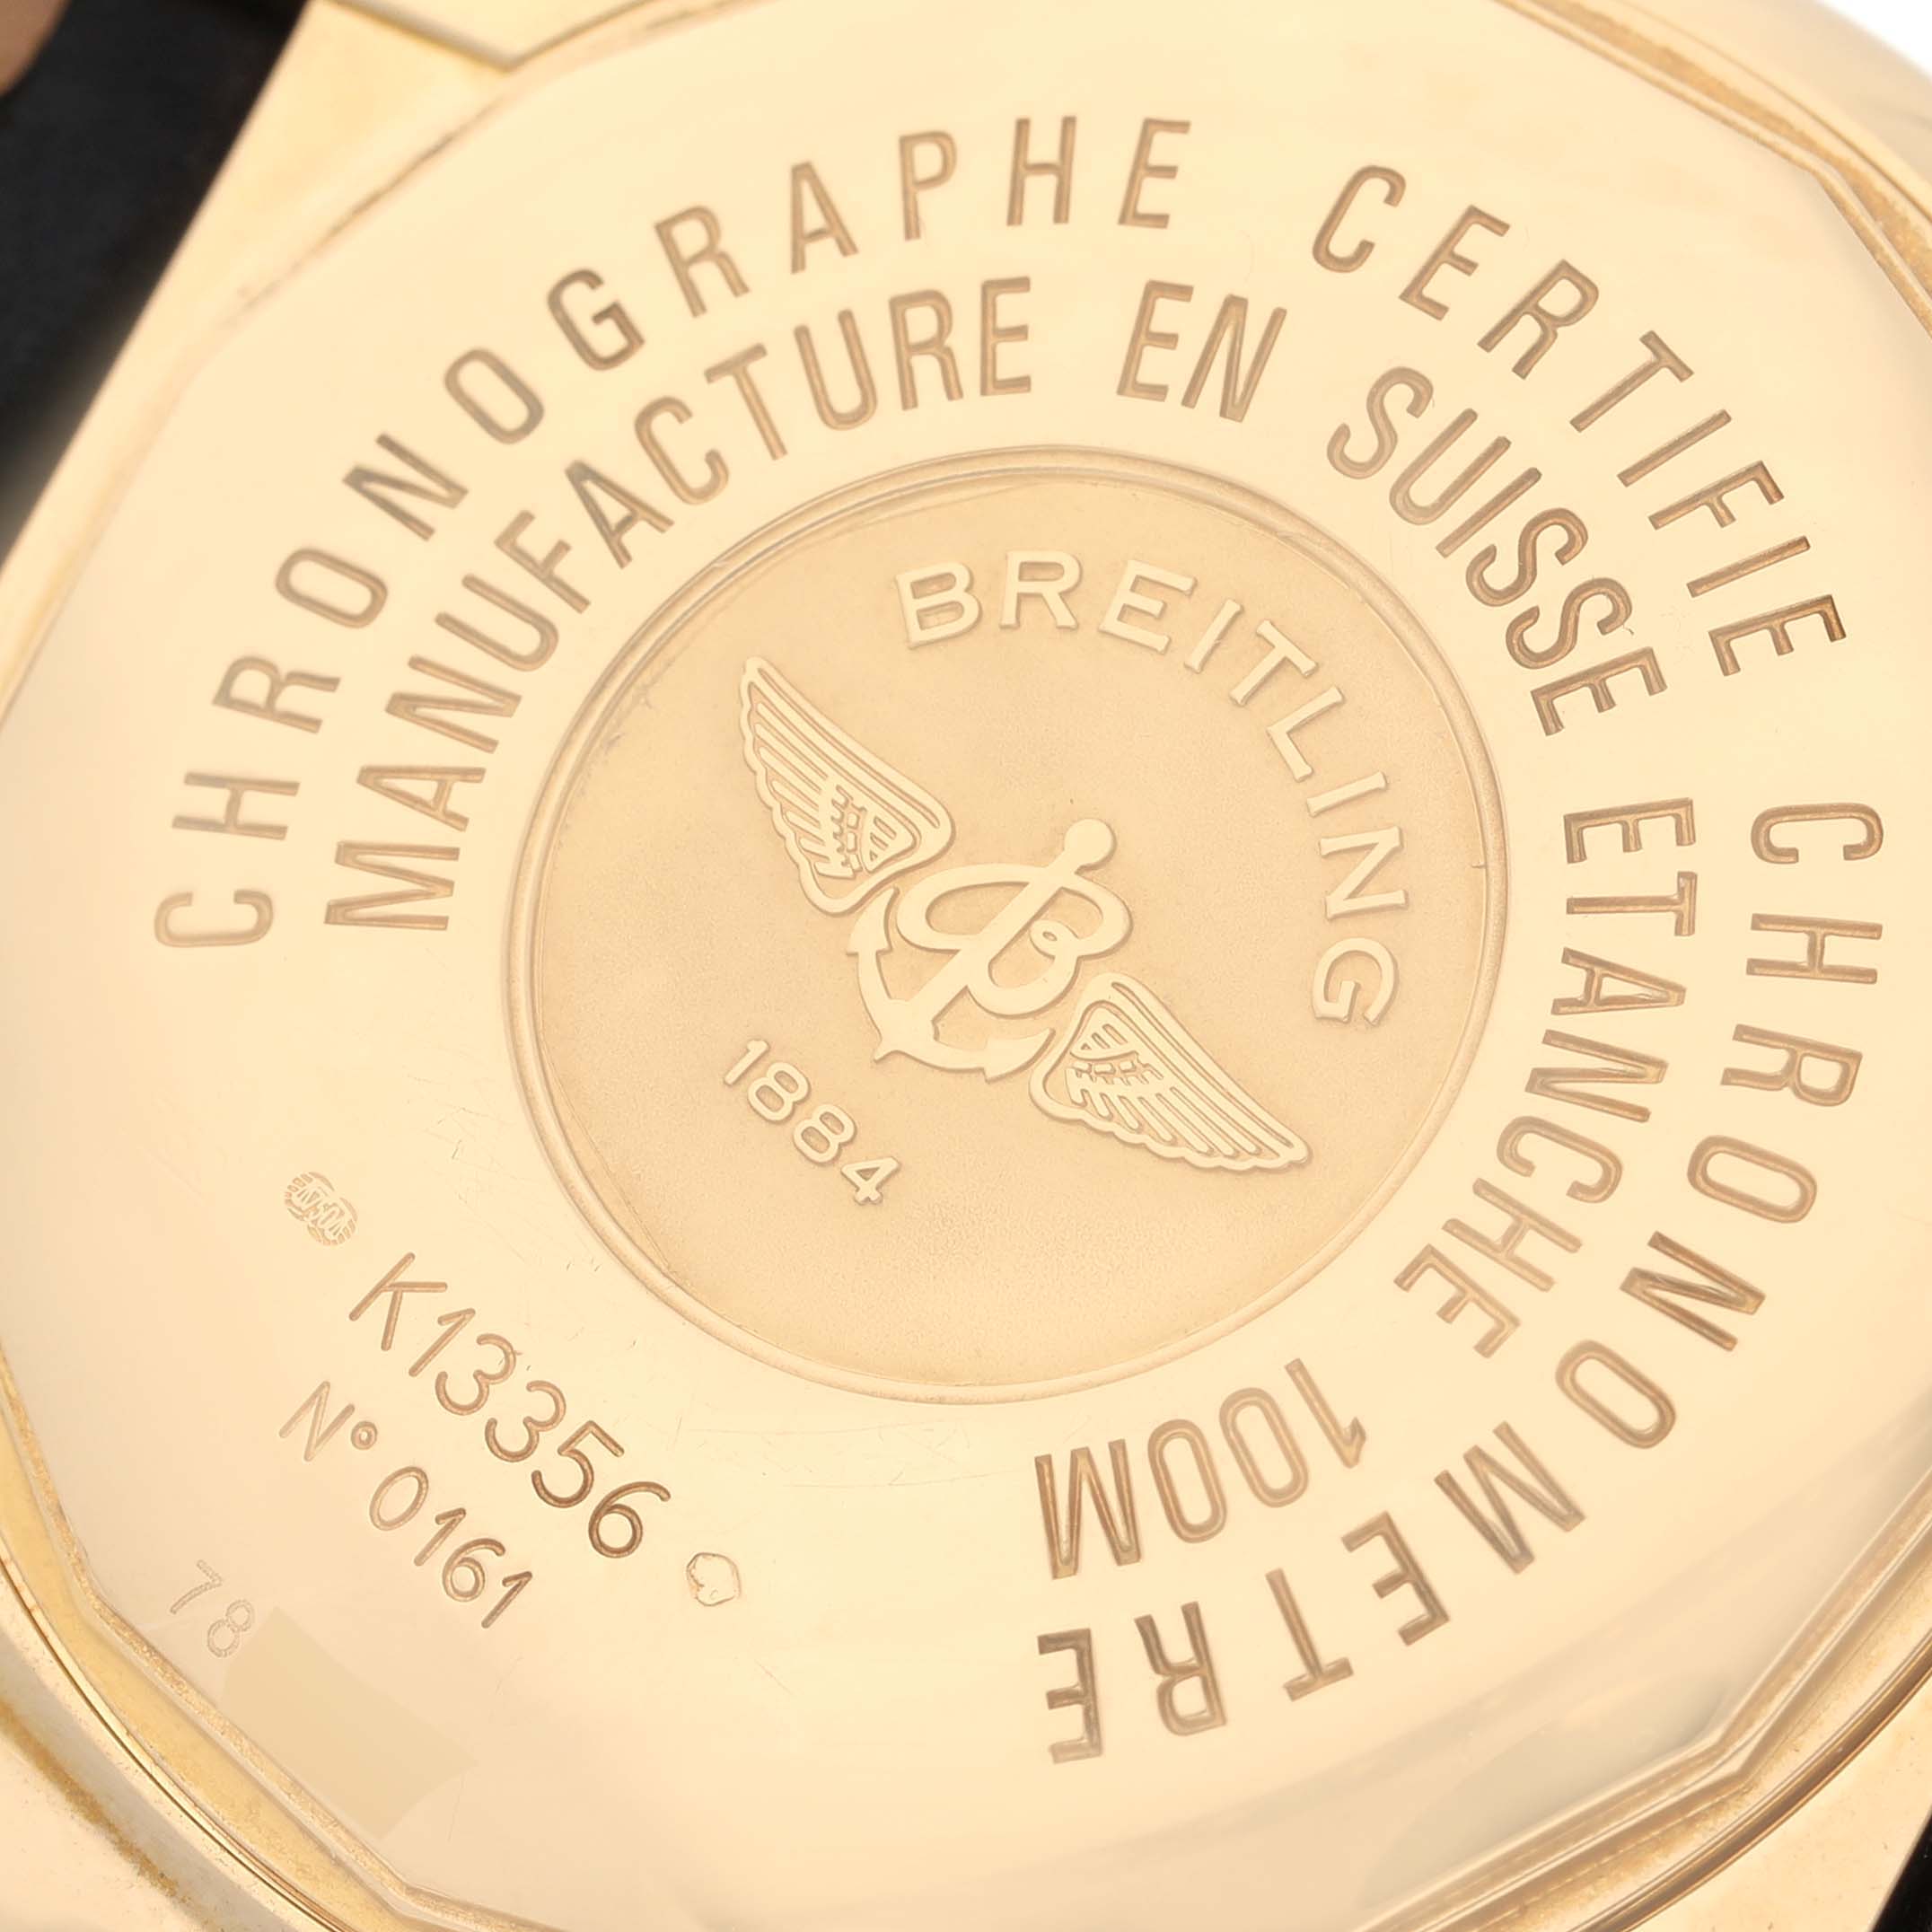 CHRONOGRAPHE CERTIFIE CHRONOMETRE
MANUFACTURE EN SUISSE ETANCHE 100M
BREITLING
B
1884
K13356
N° 0161
78